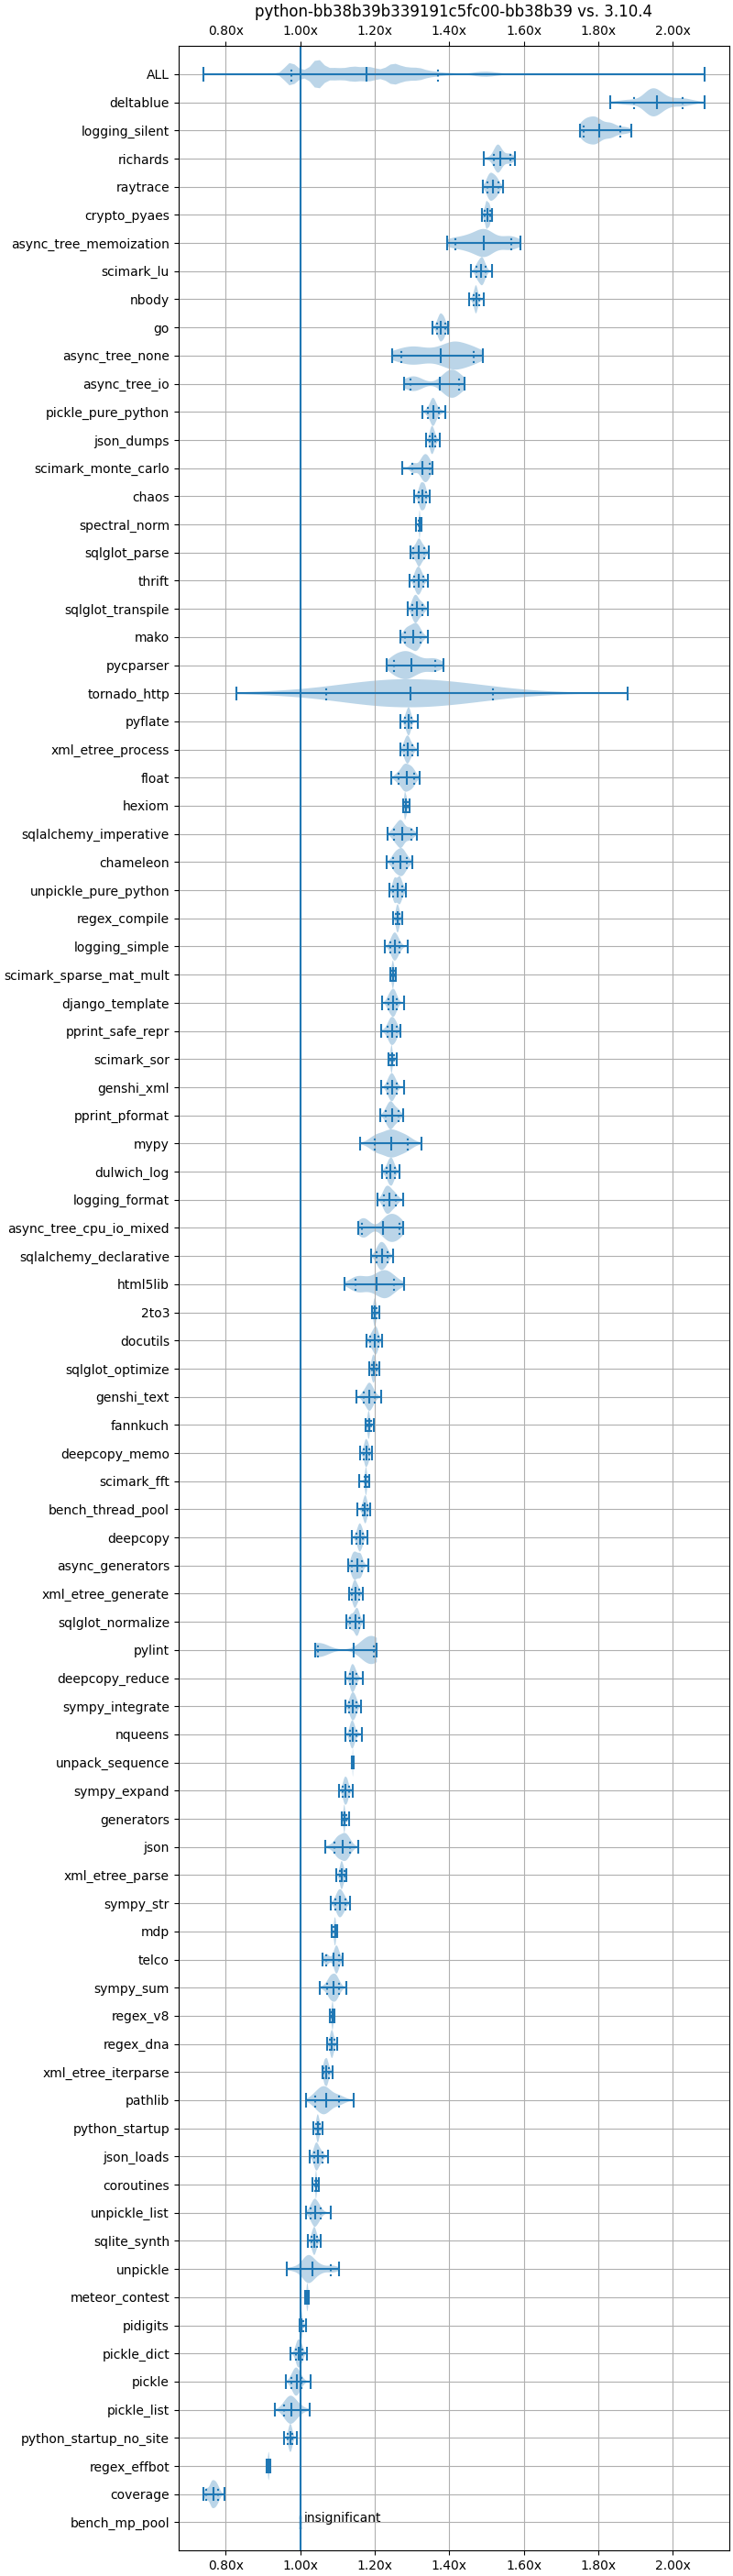 python-bb38b39b339191c5fc00-bb38b39 vs. 3.10.4
0.80x 1.00x 1.20x 1.40x 1.60x 1.80x 2.00x
ALL
deltablue
logging_silent
richards
raytrace
crypto_pyaes
async_tree_memoization
scimark_lu
nbody
go
async_tree_none
async_tree_io
pickle_pure_python
json_dumps
scimark_monte_carlo
chaos
spectral_norm
sqlglot_parse
thrift
sqlglot_transpile
mako
pycparser
tornado_http
pyflate
xml_etree_process
float
hexiom
sqlalchemy_imperative
chameleon
unpickle_pure_python
regex_compile
logging_simple
scimark_sparse_mat_mult
django_template
pprint_safe_repr
scimark_sor
genshi_xml
pprint_pformat
mypy
dulwich_log
logging_format
async_tree_cpu_io_mixed
sqlalchemy_declarative
html5lib
2to3
docutils
sqlglot_optimize
genshi_text
fannkuch
deepcopy_memo
scimark_fft
bench_thread_pool
deepcopy
async_generators
xml_etree_generate
sqlglot_normalize
pylint
deepcopy_reduce
sympy_integrate
nqueens
unpack_sequence
sympy_expand
generators
json
xml_etree_parse
sympy_str
mdp
telco
sympy_sum
regex_v8
regex_dna
xml_etree_iterparse
pathlib
python_startup
json_loads
coroutines
unpickle_list
sqlite_synth
unpickle
meteor_contest
pidigits
pickle_dict
pickle
pickle_list
python_startup_no_site
regex_effbot
coverage
bench_mp_pool insignificant
0.80x 1.00x 1.20x 1.40x 1.60x 1.80x 2.00x